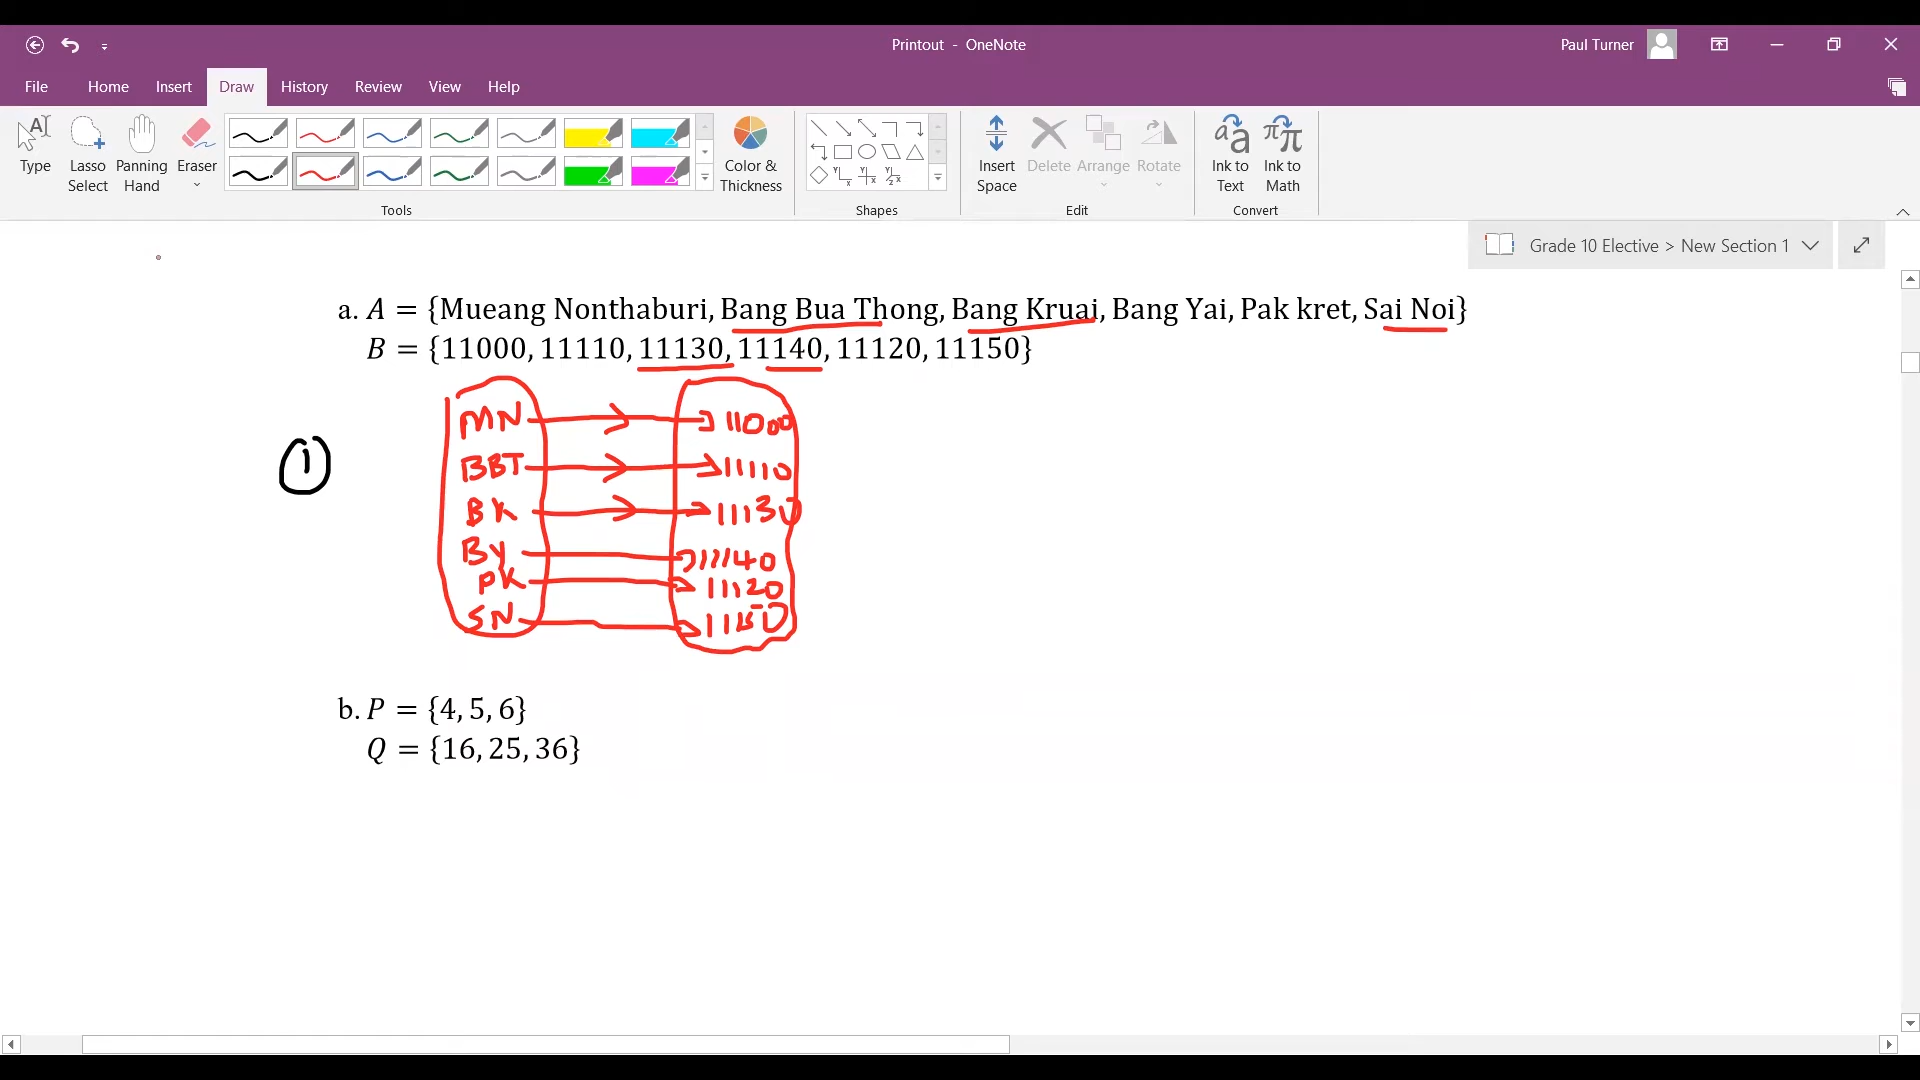 Printout - OneNote
Paul Turner
File Home Insert Draw History Review View Help
Type
Lasso Select
Panning Hand
Eraser
Color & Thickness
Insert Space
Delete
Arrange
Rotate
Ink to Text
Ink to Math
Tools Shapes Edit Convert
Grade 10 Elective > New Section 1
a. A = {Mueang Nonthaburi, Bang Bua Thong, Bang Kruai, Bang Yai, Pak kret, Sai Noi}
B = {11000, 11110, 11130, 11140, 11120, 11150}
①
MN 11000
BBT 11110
BK 11130
By 11140
PK 11120
SN 11150
b. P = {4, 5, 6}
Q = {16, 25, 36}